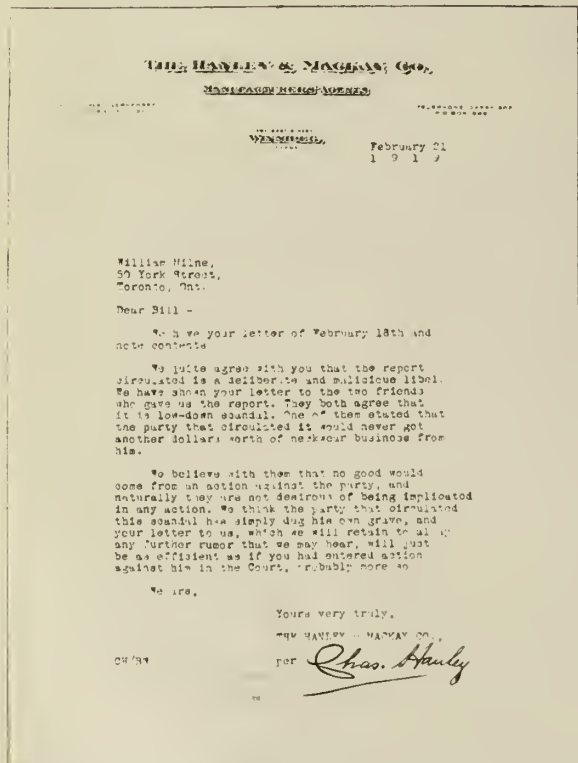 THE HANLEY & MACKAY CO.,
MANUFACTURERS' AGENTS
WINNIPEG,
February 21
1 9 1 9
William Milne,
50 York Street,
Toronto, Ont.
Dear Bill -
We h ve your letter of February 18th and
note contents
We quite agree with you that the report
circulated is a deliberate and malicious libel.
We have shown your letter to the two friends
who gave us the report. They both agree that
it is low-down scandal. One of them stated that
the party that circulated it would never get
another dollars worth of neckwear business from
him.
We believe with them that no good would
come from an action against the party, and
naturally they are not desirous of being implicated
in any action. We think the party that circulated
this scandal has simply dug his own grave, and
your letter to us, which we will retain to
any further rumor that we may hear, will just
be as efficient as if you had entered action
against him in the Court, probably more so
We are,
Yours very truly,
THE HANLEY & MACKAY CO.,
per Chas. Hanley